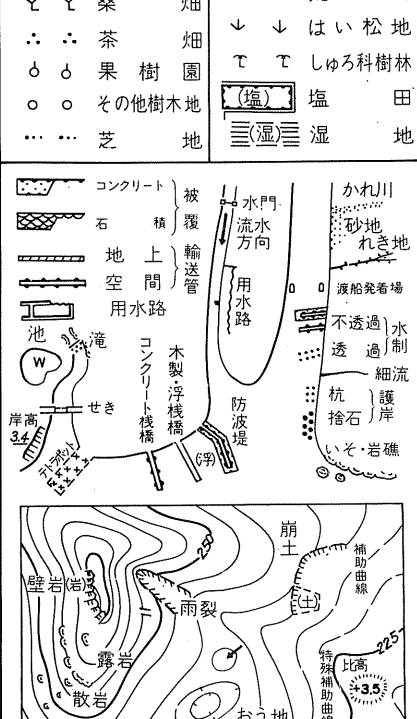 桑畑
茶畑
果樹園
その他樹木地
芝地
はい松地
しゅろ科樹林
(塩) 塩田
(湿) 湿地
コンクリート
石積
被覆
地上
空間
輸送管
用水路
池
滝
W
せき
岸高
3.4
テトラポット
コンクリート桟橋
木製・浮桟橋
(浮)
防波堤
水門
流水方向
用水路
かれ川
砂地
れき地
渡船発着場
不透過
透過
水制
細流
杭
捨石
護岸
いそ・岩礁
250
壁岩(岩)
雨裂
露岩
散岩
崩土
(土)
補助曲線
特殊補助曲線
225
比高
+3.5
おう地